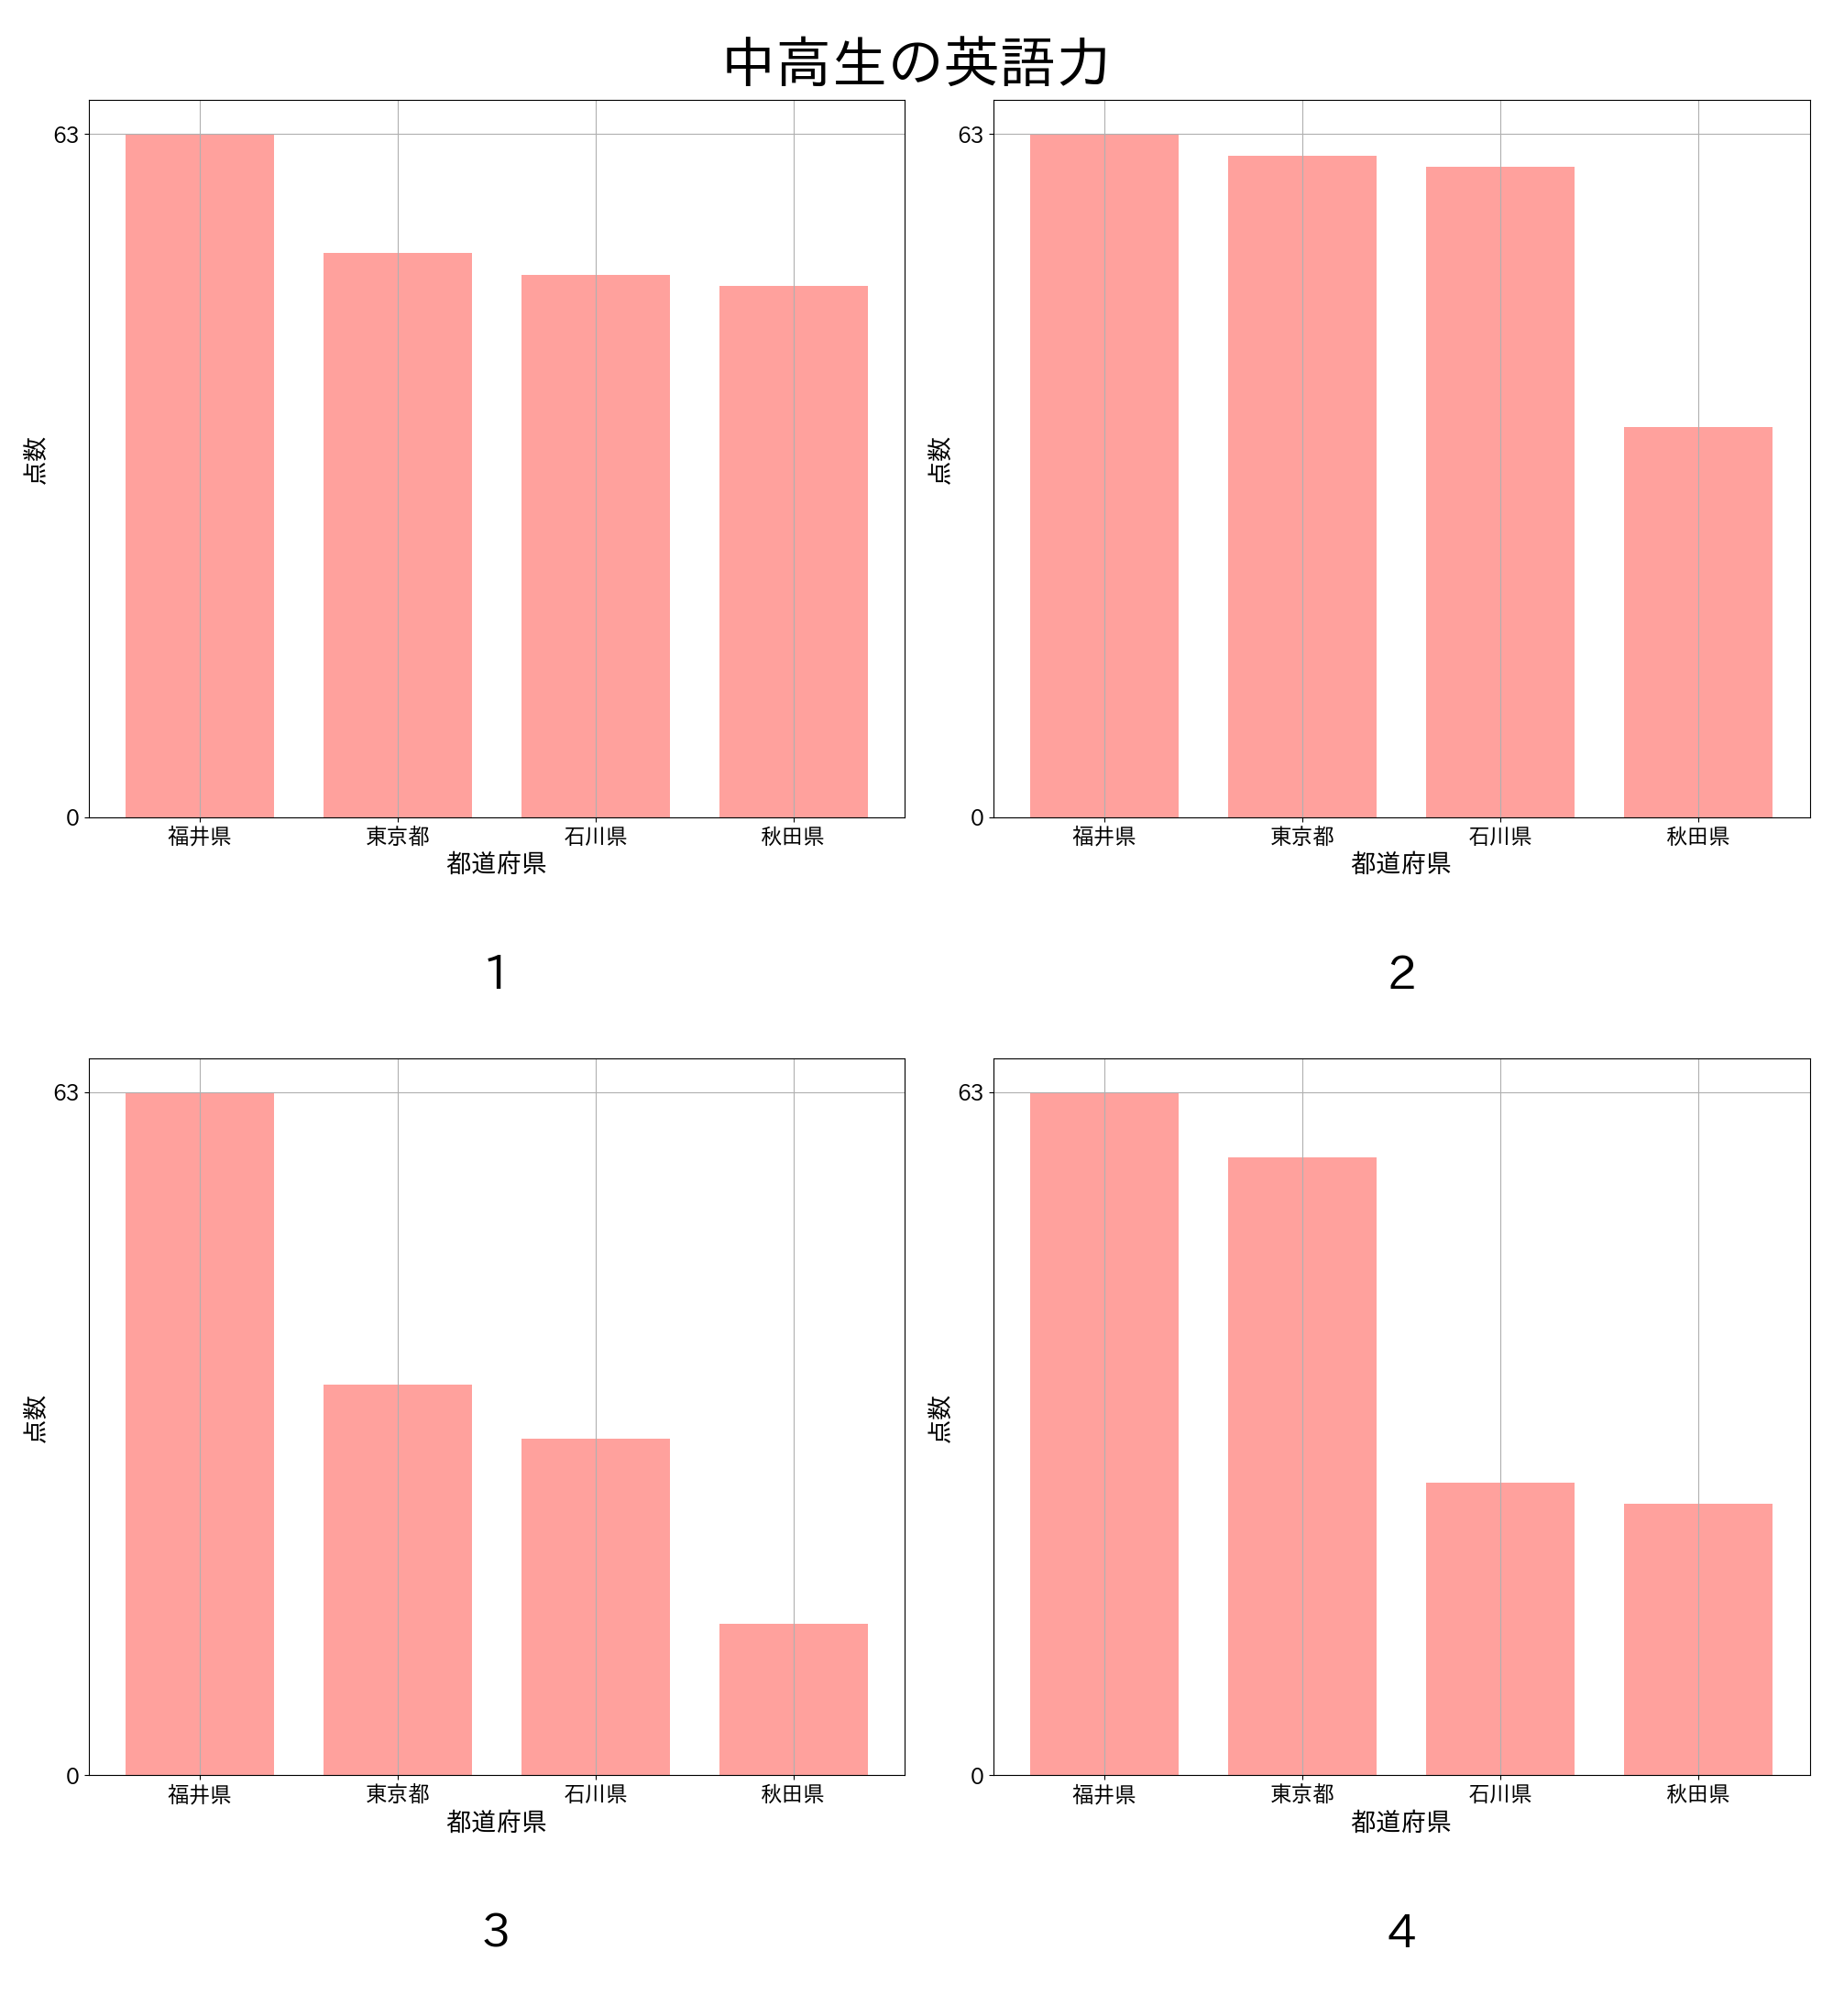 中高生の英語力
63
0
点数
福井県 東京都 石川県 秋田県
都道府県
1
63
0
点数
福井県 東京都 石川県 秋田県
都道府県
2
63
0
点数
福井県 東京都 石川県 秋田県
都道府県
3
63
0
点数
福井県 東京都 石川県 秋田県
都道府県
4